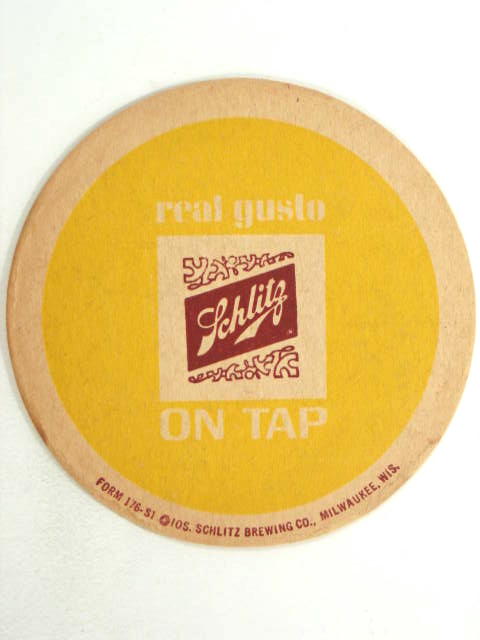 real gusto
Schlitz
ON TAP
FORM 176-S1 © JOS. SCHLITZ BREWING CO., MILWAUKEE, WIS.